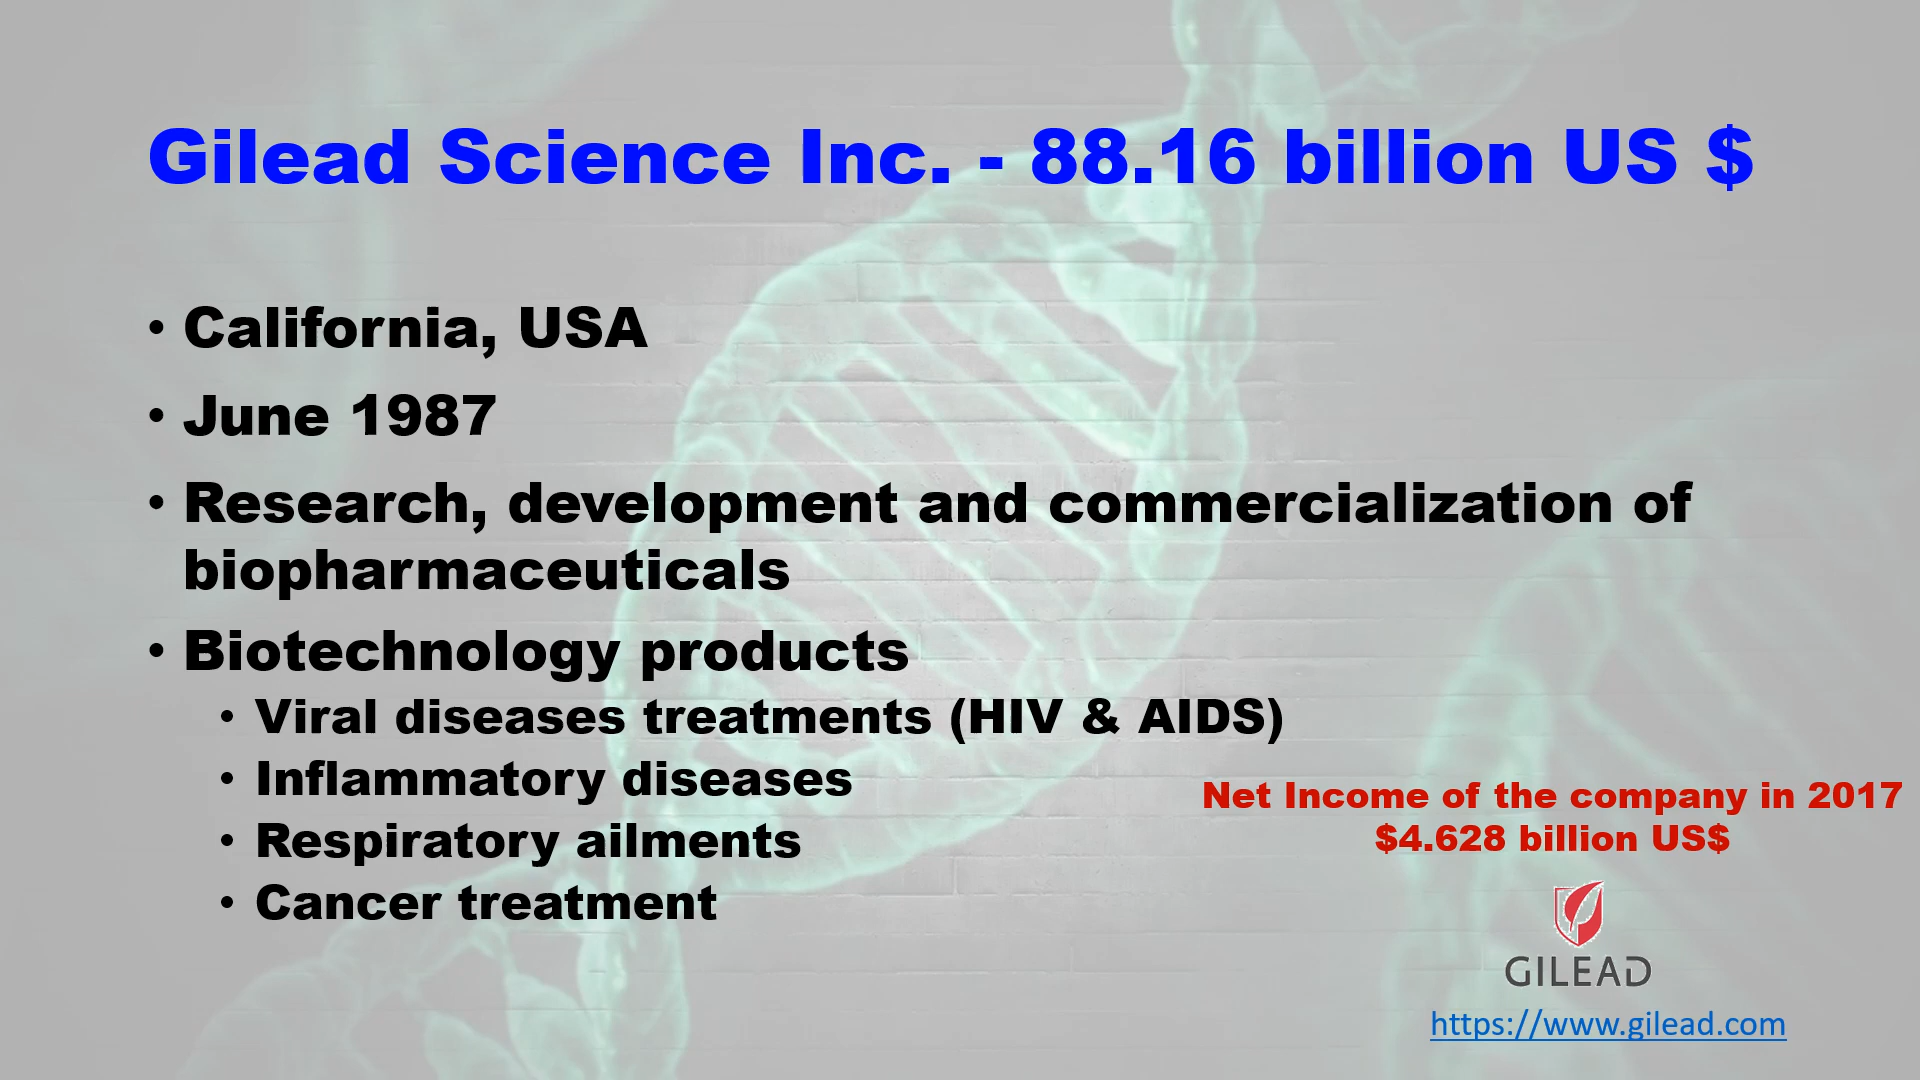 Gilead Science Inc. - 88.16 billion US $
• California, USA
• June 1987
• Research, development and commercialization of
biopharmaceuticals
• Biotechnology products
• Viral diseases treatments (HIV & AIDS)
• Inflammatory diseases
• Respiratory ailments
• Cancer treatment
Net Income of the company in 2017
$4.628 billion US$
GILEAD
https://www.gilead.com